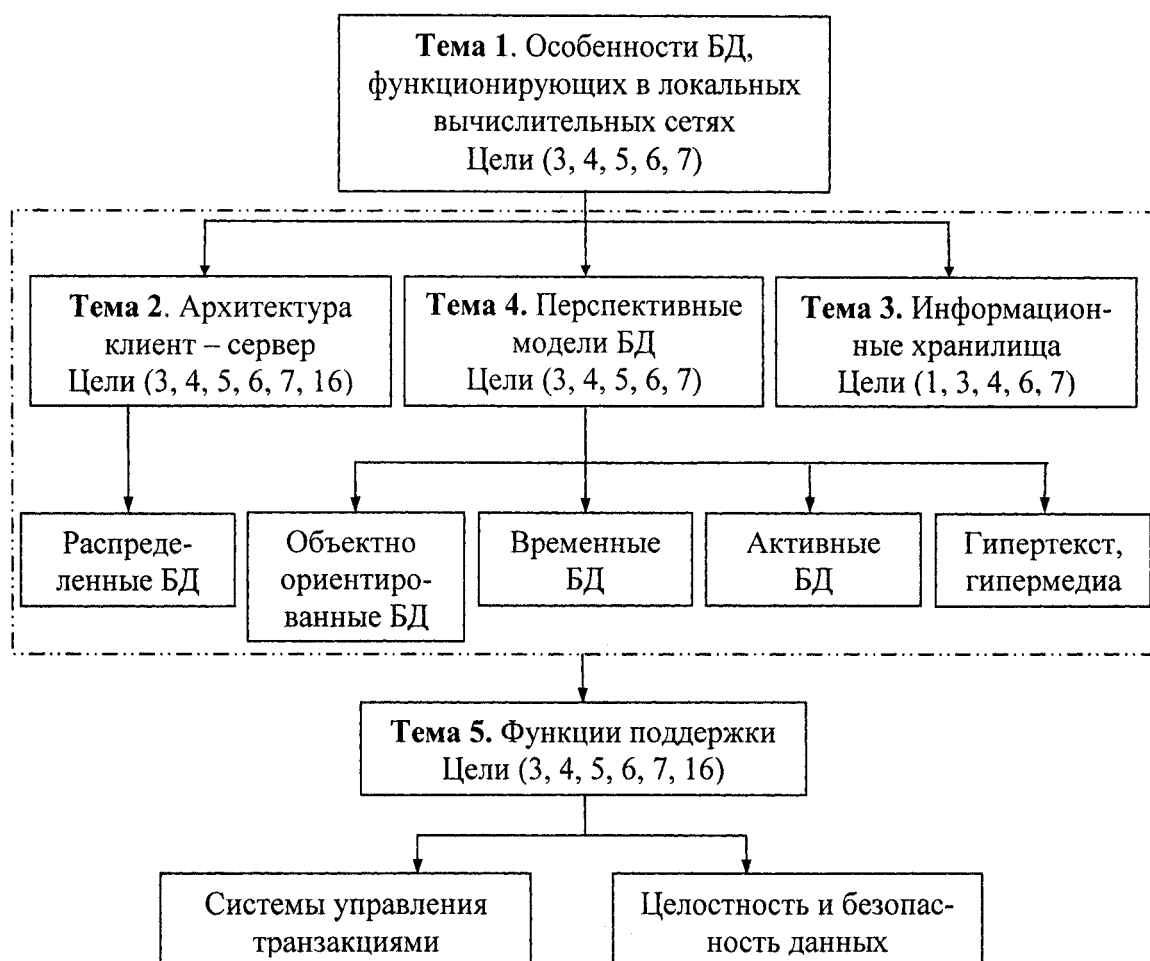 Тема 1. Особенности БД,
функционирующих в локальных
вычислительных сетях
Цели (3, 4, 5, 6, 7)
Тема 2. Архитектура
клиент – сервер
Цели (3, 4, 5, 6, 7, 16)
Тема 4. Перспективные
модели БД
Цели (3, 4, 5, 6, 7)
Тема 3. Информацион-
ные хранилища
Цели (1, 3, 4, 6, 7)
Распреде-
ленные БД
Объектно
ориентиро-
ванные БД
Временные
БД
Активные
БД
Гипертекст,
гипермедиа
Тема 5. Функции поддержки
Цели (3, 4, 5, 6, 7, 16)
Системы управления
транзакциями
Целостность и безопас-
ность данных